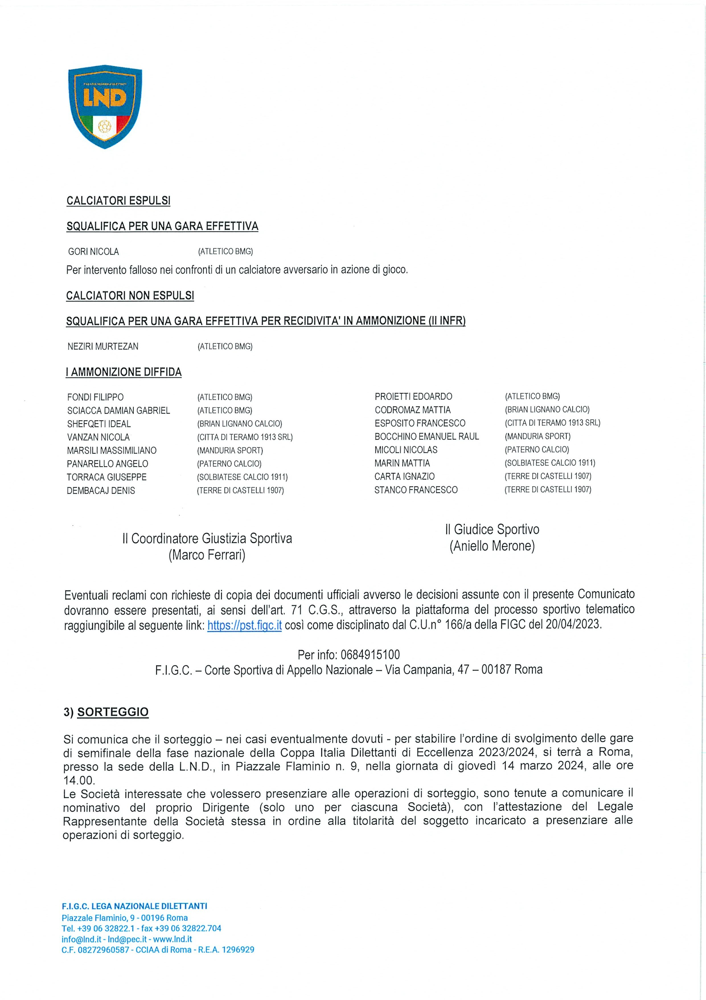 LND
CALCIATORI ESPULSI
SQUALIFICA PER UNA GARA EFFETTIVA
GORI NICOLA (ATLETICO BMG)
Per intervento falloso nei confronti di un calciatore avversario in azione di gioco.
CALCIATORI NON ESPULSI
SQUALIFICA PER UNA GARA EFFETTIVA PER RECIDIVITA' IN AMMONIZIONE (II INFR)
NEZIRI MURTEZAN (ATLETICO BMG)
I AMMONIZIONE DIFFIDA
FONDI FILIPPO (ATLETICO BMG) PROIETTI EDOARDO (ATLETICO BMG)
SCIACCA DAMIAN GABRIEL (ATLETICO BMG) CODROMAZ MATTIA (BRIAN LIGNANO CALCIO)
SHEFQETI IDEAL (BRIAN LIGNANO CALCIO) ESPOSITO FRANCESCO (CITTA DI TERAMO 1913 SRL)
VANZAN NICOLA (CITTA DI TERAMO 1913 SRL) BOCCHINO EMANUEL RAUL (MANDURIA SPORT)
MARSILI MASSIMILIANO (MANDURIA SPORT) MICOLI NICOLAS (PATERNO CALCIO)
PANARELLO ANGELO (PATERNO CALCIO) MARIN MATTIA (SOLBIATESE CALCIO 1911)
TORRACA GIUSEPPE (SOLBIATESE CALCIO 1911) CARTA IGNAZIO (TERRE DI CASTELLI 1907)
DEMBACAJ DENIS (TERRE DI CASTELLI 1907) STANCO FRANCESCO (TERRE DI CASTELLI 1907)
Il Coordinatore Giustizia Sportiva
(Marco Ferrari)
Il Giudice Sportivo
(Aniello Merone)
Eventuali reclami con richieste di copia dei documenti ufficiali avverso le decisioni assunte con il presente Comunicato
dovranno essere presentati, ai sensi dell'art. 71 C.G.S., attraverso la piattaforma del processo sportivo telematico
raggiungibile al seguente link: https://pst.figc.it così come disciplinato dal C.U.n° 166/a della FIGC del 20/04/2023.
Per info: 0684915100
F.I.G.C. – Corte Sportiva di Appello Nazionale – Via Campania, 47 – 00187 Roma
3) SORTEGGIO
Si comunica che il sorteggio – nei casi eventualmente dovuti - per stabilire l'ordine di svolgimento delle gare
di semifinale della fase nazionale della Coppa Italia Dilettanti di Eccellenza 2023/2024, si terrà a Roma,
presso la sede della L.N.D., in Piazzale Flaminio n. 9, nella giornata di giovedì 14 marzo 2024, alle ore
14.00.
Le Società interessate che volessero presenziare alle operazioni di sorteggio, sono tenute a comunicare il
nominativo del proprio Dirigente (solo uno per ciascuna Società), con l'attestazione del Legale
Rappresentante della Società stessa in ordine alla titolarità del soggetto incaricato a presenziare alle
operazioni di sorteggio.
F.I.G.C. LEGA NAZIONALE DILETTANTI
Piazzale Flaminio, 9 - 00196 Roma
Tel. +39 06 32822.1 - fax +39 06 32822.704
info@lnd.it - lnd@pec.it - www.lnd.it
C.F. 08272960587 - CCIAA di Roma - R.E.A. 1296929